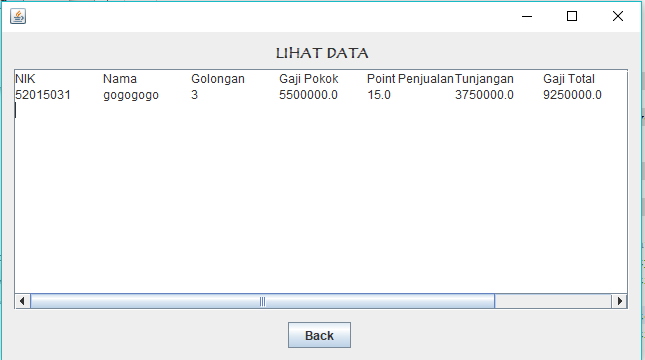 LIHAT DATA
NIK Nama Golongan Gaji Pokok Point Penjualan Tunjangan Gaji Total
52015031 gogogogo 3 5500000.0 15.0 3750000.0 9250000.0
Back